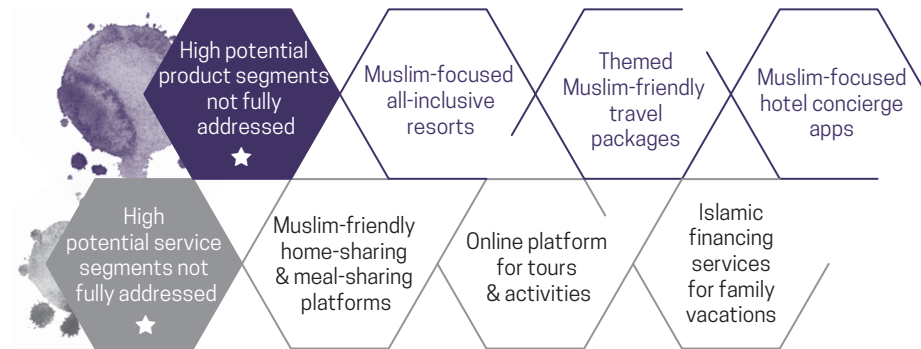 High potential
product segments
not fully
addressed
Muslim-focused
all-inclusive
resorts
Themed
Muslim-friendly
travel
packages
Muslim-focused
hotel concierge
apps
High
potential service
segments not
fully addressed
Muslim-friendly
home-sharing
& meal-sharing
platforms
Online platform
for tours
& activities
Islamic
financing
services
for family
vacations